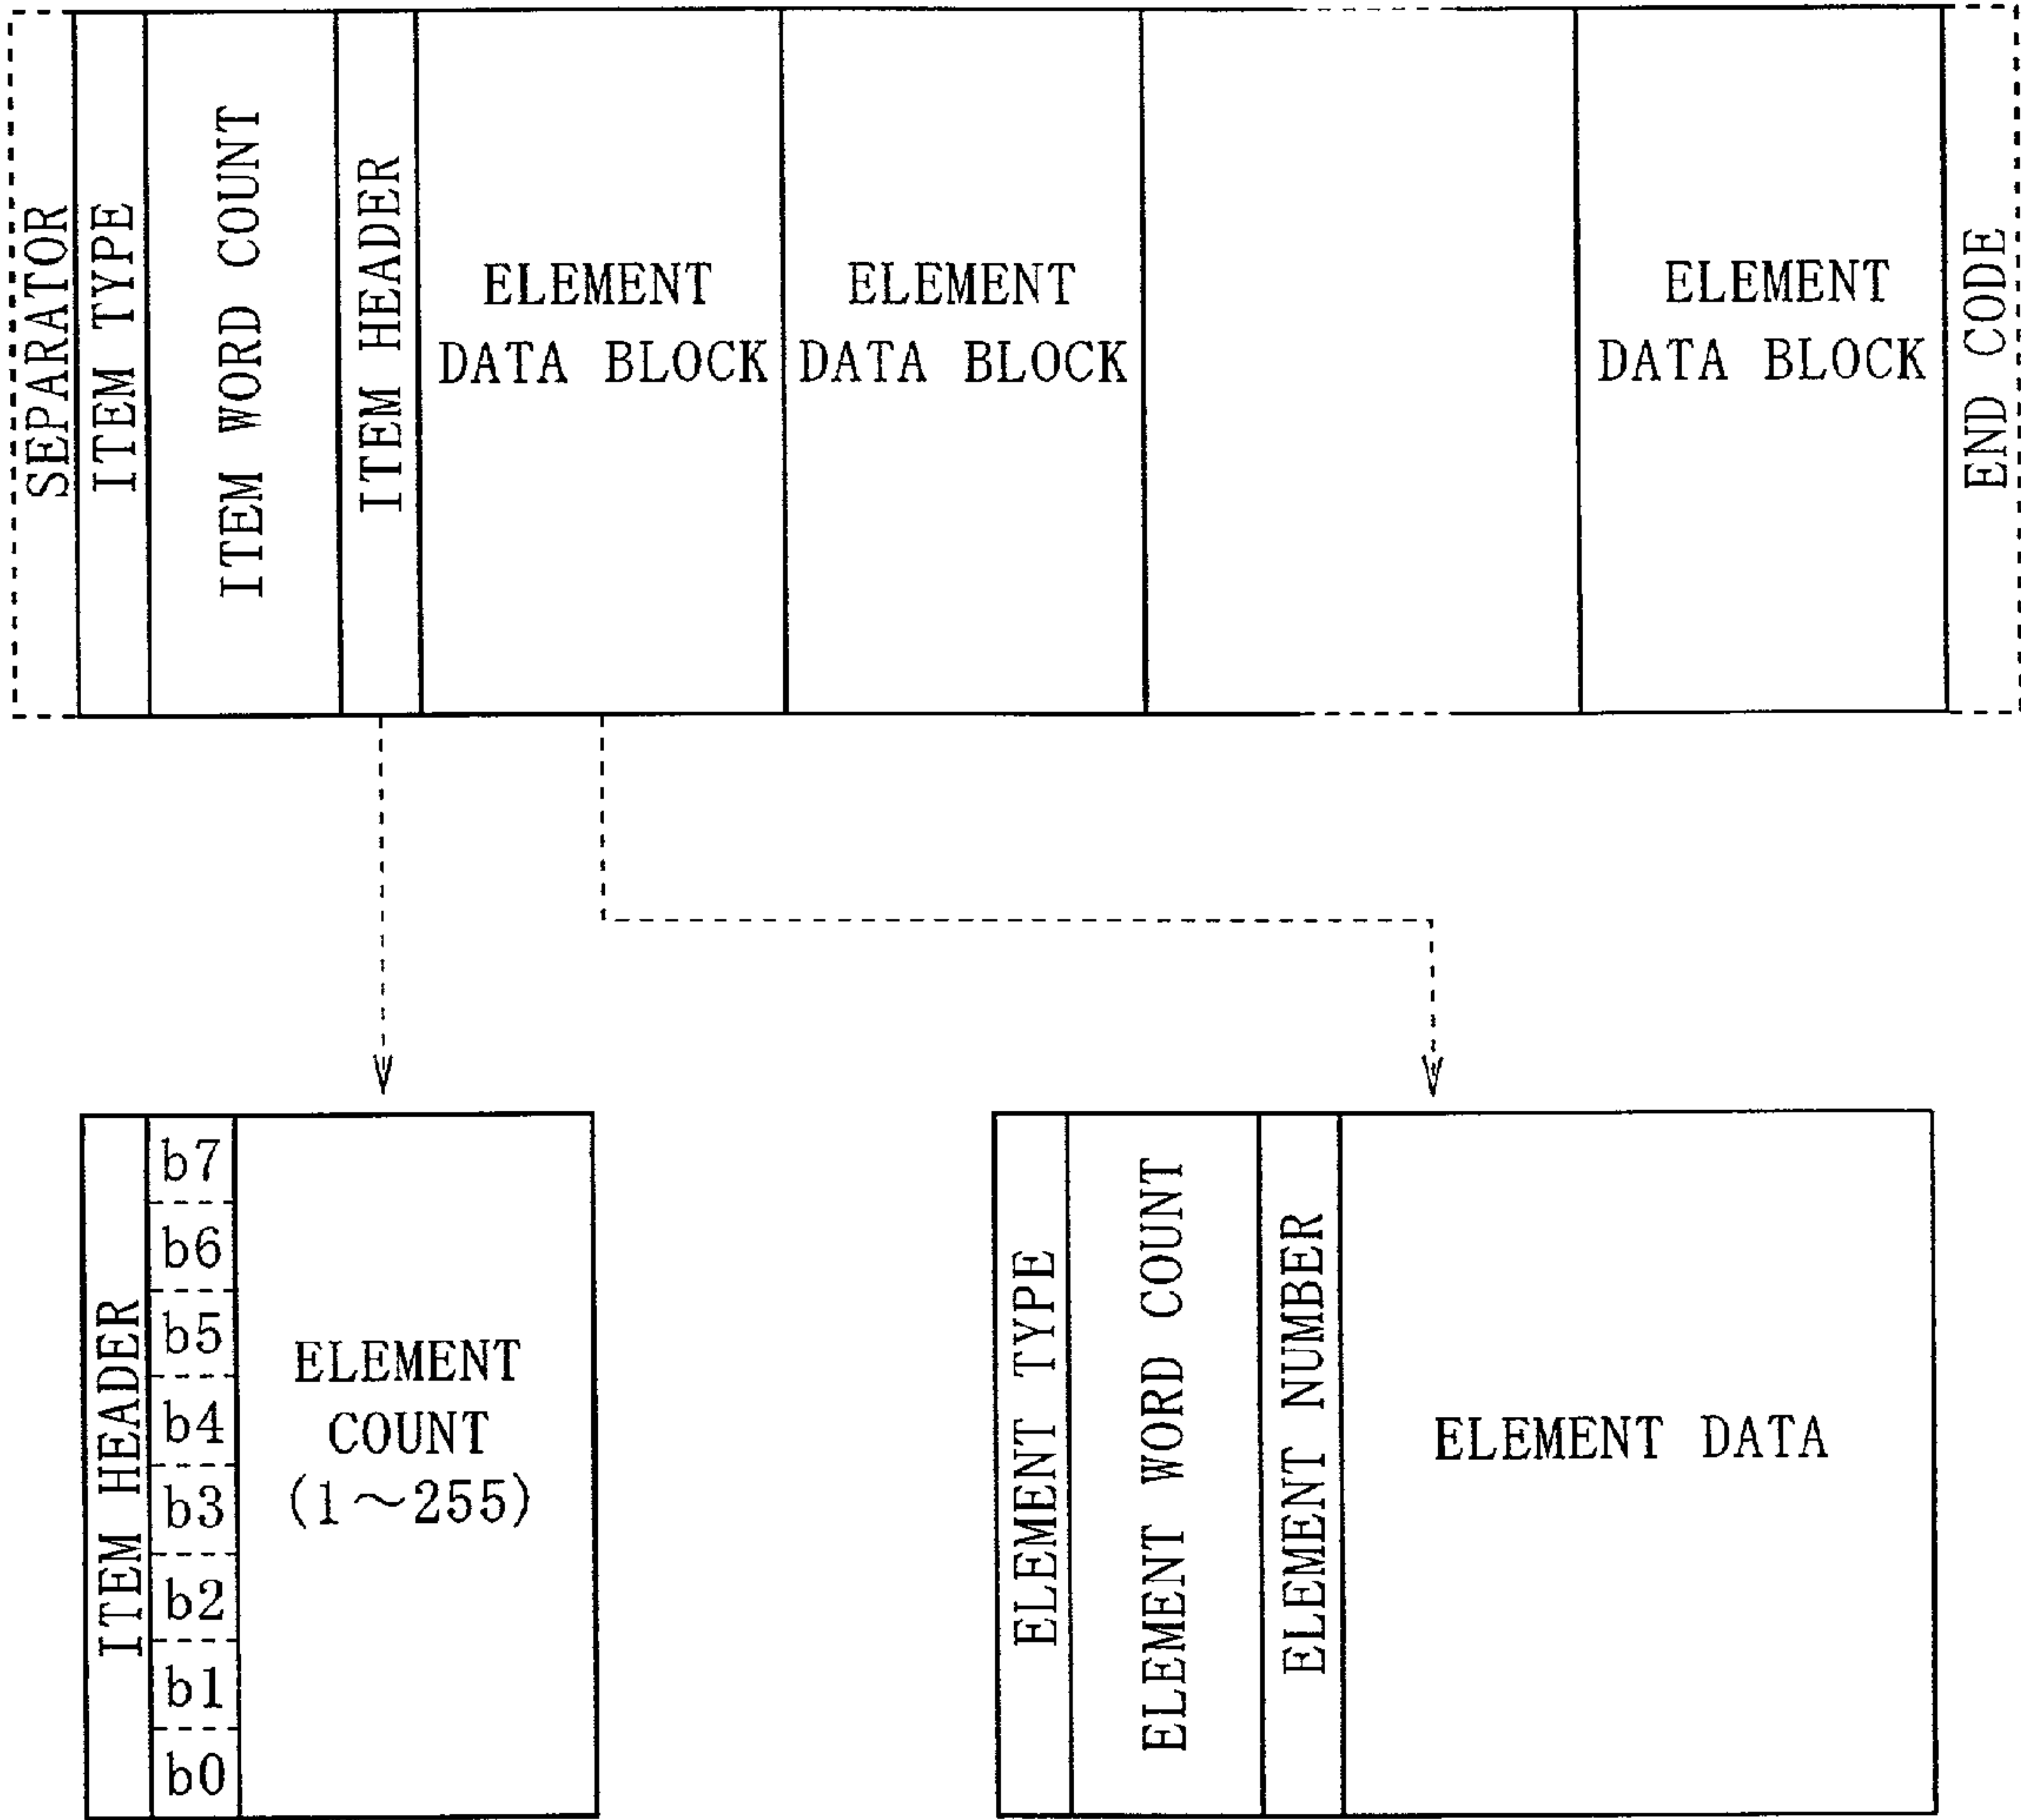 SEPARATOR
ITEM TYPE
ITEM WORD COUNT
ITEM HEADER
ELEMENT
DATA BLOCK
ELEMENT
DATA BLOCK
ELEMENT
DATA BLOCK
END CODE
ITEM HEADER
b7
b6
b5
b4
b3
b2
b1
b0
ELEMENT
COUNT
(1～255)
ELEMENT TYPE
ELEMENT WORD COUNT
ELEMENT NUMBER
ELEMENT DATA